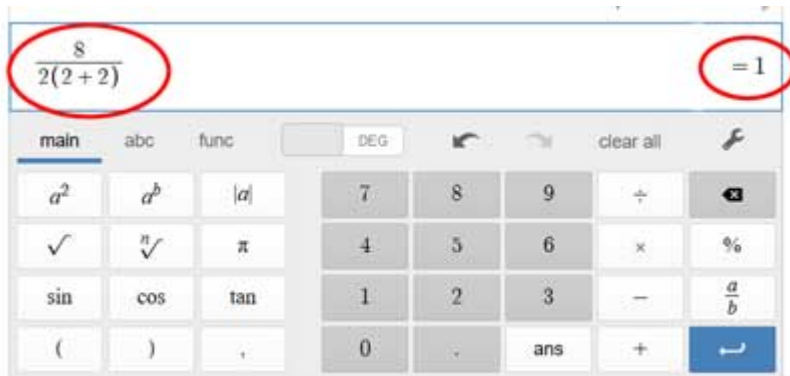 8
2(2 + 2)
= 1
main abc func DEG clear all
a² aᵇ |a| 7 8 9 ÷
√ ⁿ√ π 4 5 6 × %
sin cos tan 1 2 3 − a/b
( ) , 0 . ans +